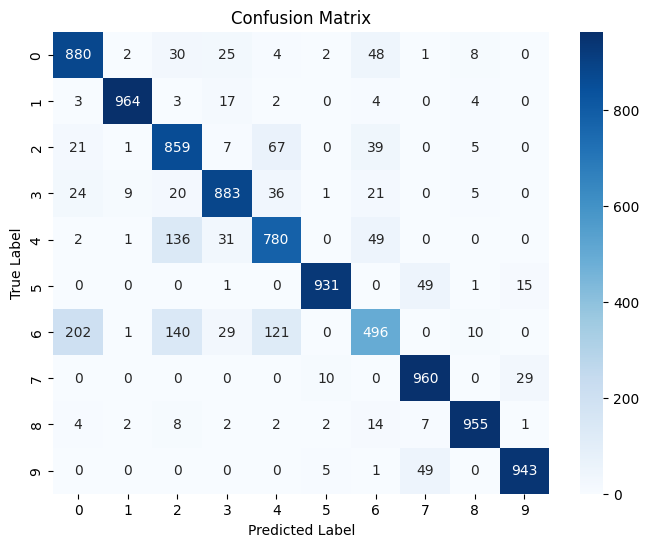 Confusion Matrix
True Label
0 880 2 30 25 4 2 48 1 8 0
1 3 964 3 17 2 0 4 0 4 0
2 21 1 859 7 67 0 39 0 5 0
3 24 9 20 883 36 1 21 0 5 0
4 2 1 136 31 780 0 49 0 0 0
5 0 0 0 1 0 931 0 49 1 15
6 202 1 140 29 121 0 496 0 10 0
7 0 0 0 0 0 10 0 960 0 29
8 4 2 8 2 2 2 14 7 955 1
9 0 0 0 0 0 5 1 49 0 943
0 1 2 3 4 5 6 7 8 9
Predicted Label
800
600
400
200
0